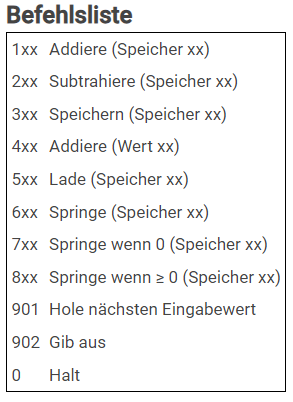 Befehlsliste
1xx Addiere (Speicher xx)
2xx Subtrahiere (Speicher xx)
3xx Speichern (Speicher xx)
4xx Addiere (Wert xx)
5xx Lade (Speicher xx)
6xx Springe (Speicher xx)
7xx Springe wenn 0 (Speicher xx)
8xx Springe wenn ≥ 0 (Speicher xx)
901 Hole nächsten Eingabewert
902 Gib aus
0 Halt